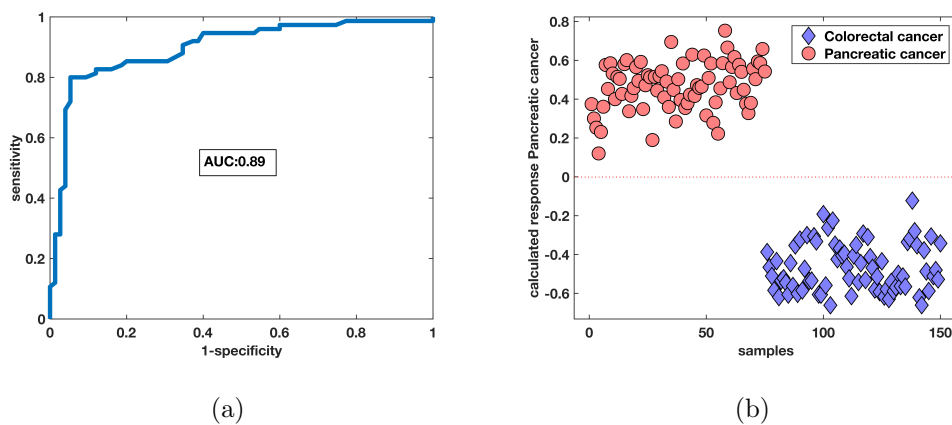 1
0.8
0.6
0.4
0.2
0
0
0.2
0.4
0.6
0.8
1
sensitivity
1-specificity
AUC:0.89
(a)
0.8
0.6
0.4
0.2
0
-0.2
-0.4
-0.6
0
50
100
150
calculated response Pancreatic cancer
samples
Colorectal cancer
Pancreatic cancer
(b)